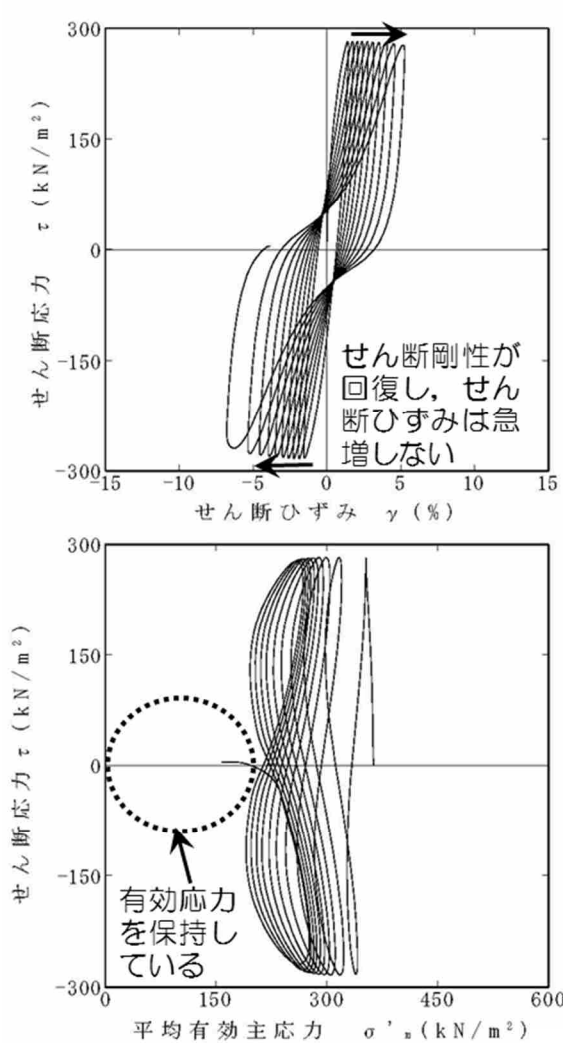 300
150
0
-150
-300
せん断応力 τ (kN/m²)
せん断剛性が
回復し，せん
断ひずみは急
増しない
-15 -10 -5 0 5 10 15
せん断ひずみ γ (%)
300
150
0
-150
-300
せん断応力 τ (kN/m²)
有効応力
を保持し
ている
0 150 300 450 600
平均有効主応力 σ'ₘ(kN/m²)